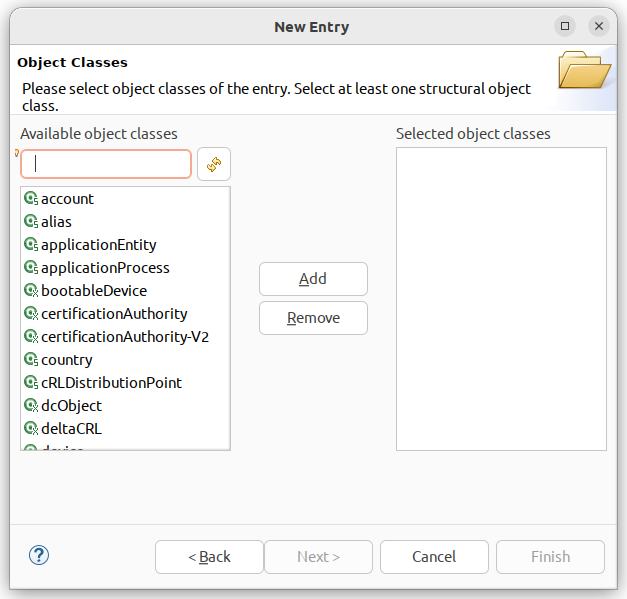 New Entry
Object Classes
Please select object classes of the entry. Select at least one structural object
class.
Available object classes
Selected object classes
account
alias
applicationEntity
applicationProcess
bootableDevice
certificationAuthority
certificationAuthority-V2
country
cRLDistributionPoint
dcObject
deltaCRL
device
Add
Remove
?
< Back
Next >
Cancel
Finish